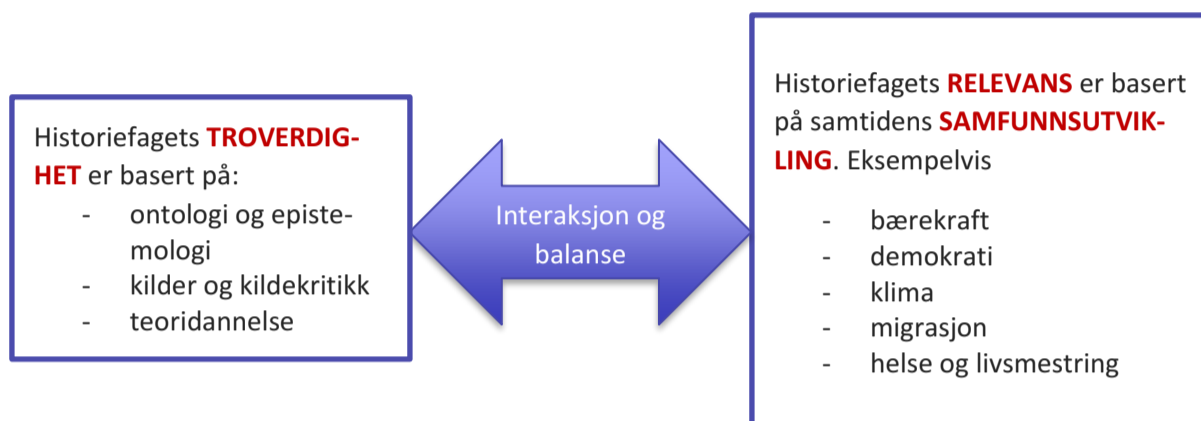 Historiefagets TROVERDIG-
HET er basert på:
- ontologi og episte-
mologi
- kilder og kildekritikk
- teoridannelse
Interaksjon og
balanse
Historiefagets RELEVANS er basert
på samtidens SAMFUNNSUTVIK-
LING. Eksempelvis
- bærekraft
- demokrati
- klima
- migrasjon
- helse og livsmestring